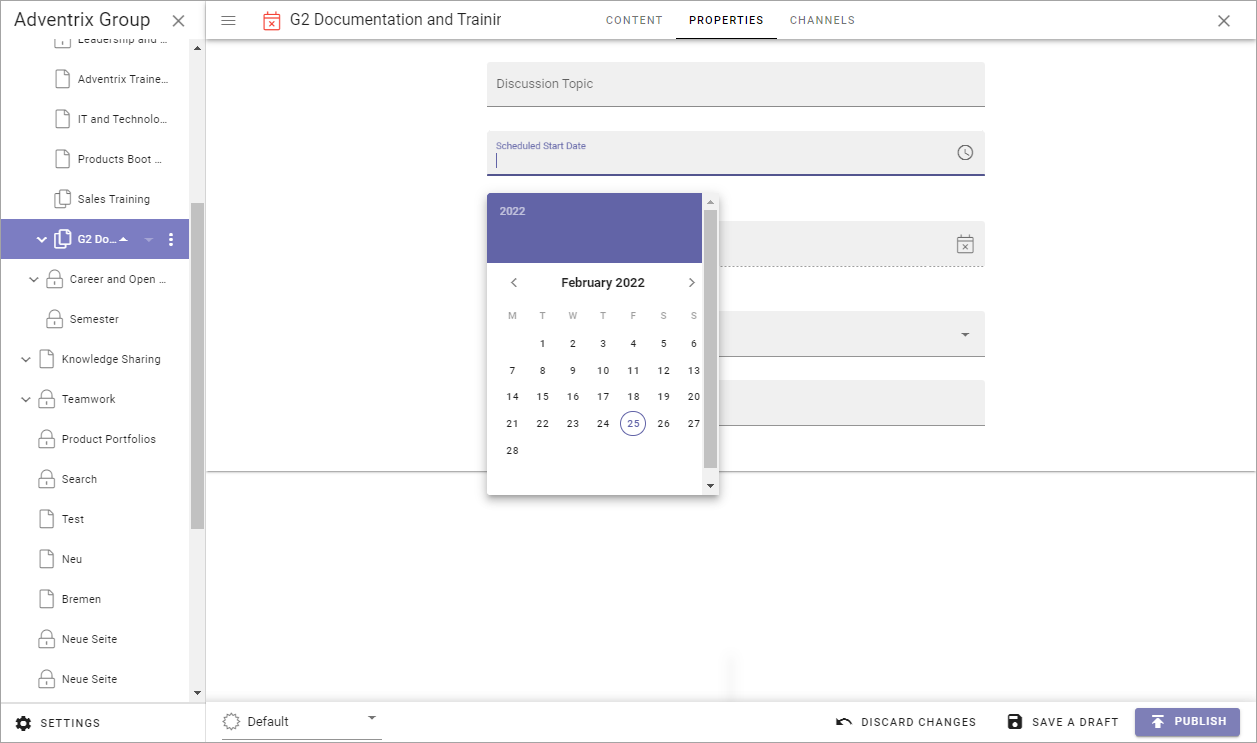 Adventrix Group
G2 Documentation and Trainin
CONTENT
PROPERTIES
CHANNELS
Leadership and ...
Adventrix Traine...
IT and Technolo...
Products Boot ...
Sales Training
G2 Do...
Career and Open ...
Semester
Knowledge Sharing
Teamwork
Product Portfolios
Search
Test
Neu
Bremen
Neue Seite
Neue Seite
SETTINGS
Discussion Topic
Scheduled Start Date
2022
February 2022
M T W T F S S
1 2 3 4 5 6
7 8 9 10 11 12 13
14 15 16 17 18 19 20
21 22 23 24 25 26 27
28
Default
DISCARD CHANGES
SAVE A DRAFT
PUBLISH